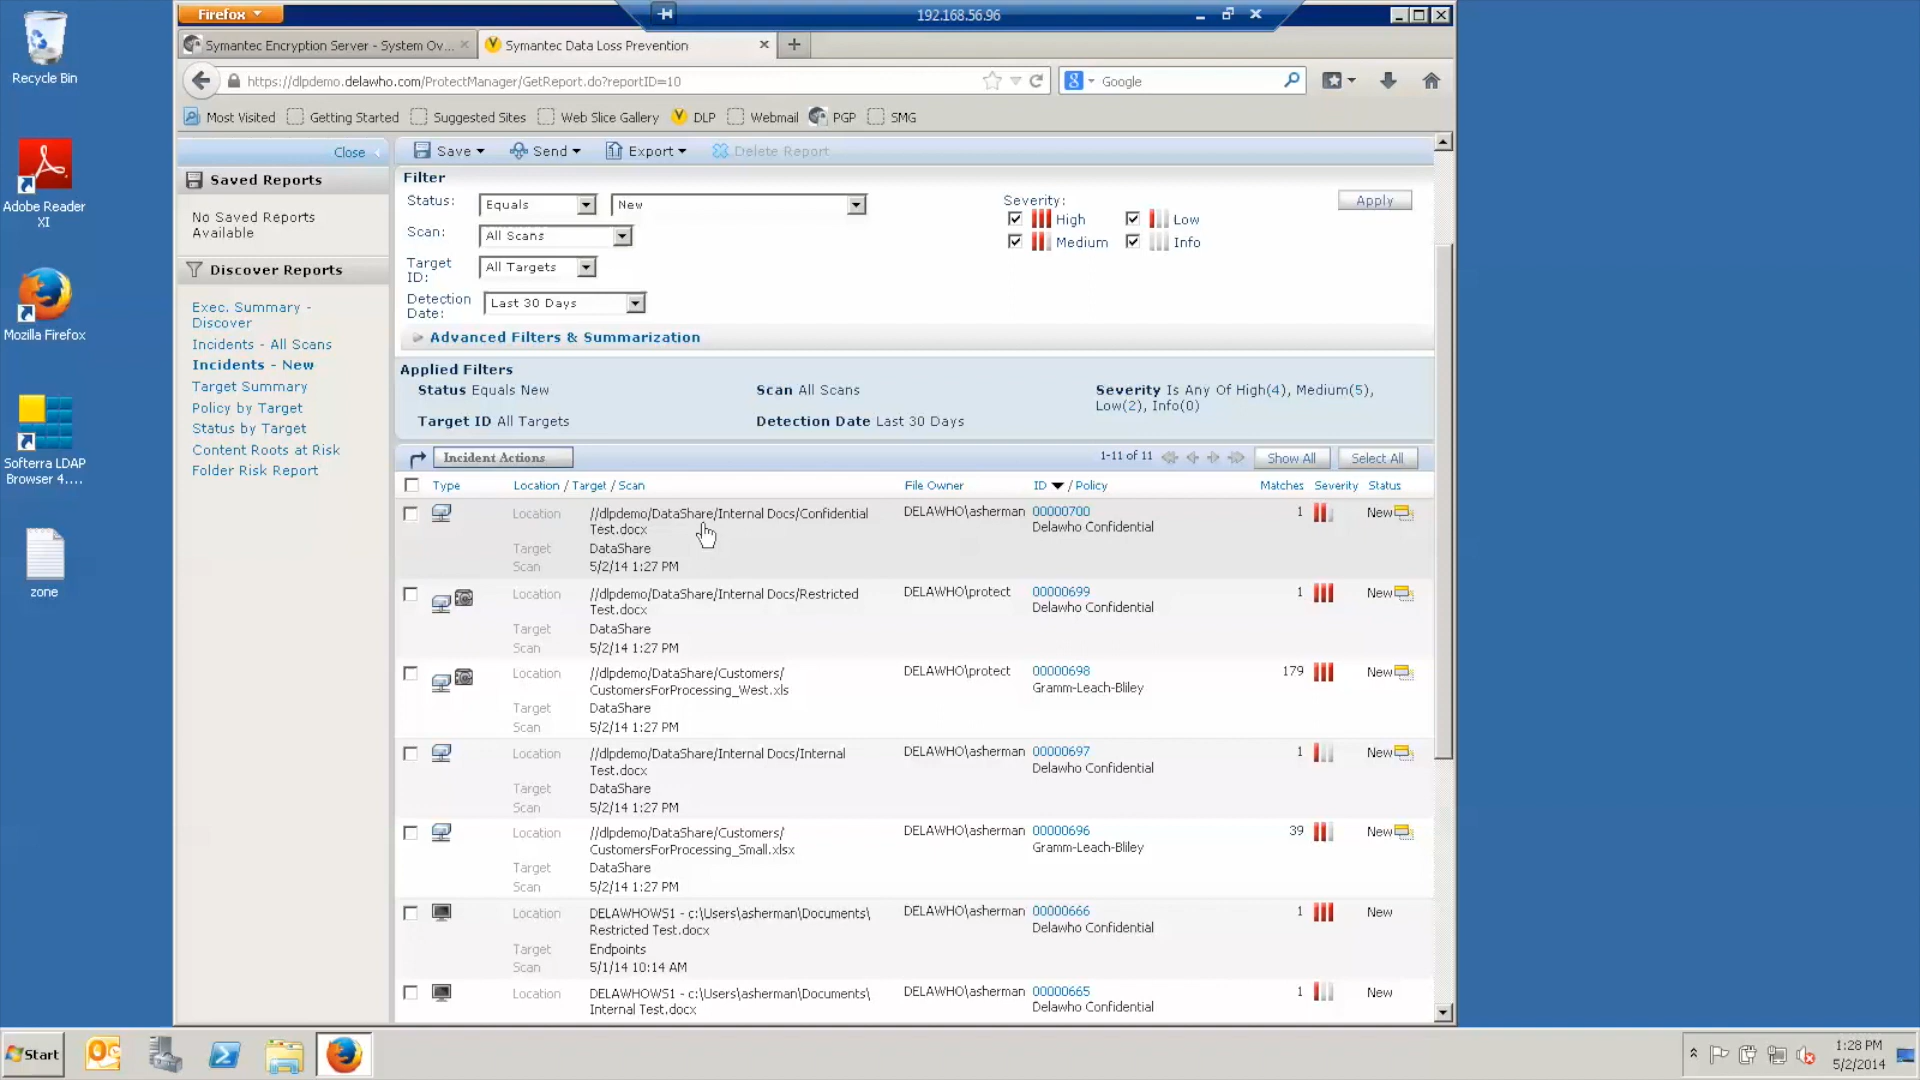 Recycle Bin
Adobe Reader
XI
Mozilla Firefox
Softerra LDAP
Browser 4....
zone
Firefox
192.168.56.96
Symantec Encryption Server - System Ov...
Symantec Data Loss Prevention
https://dlpdemo.delawho.com/ProtectManager/GetReport.do?reportID=10
Google
Most Visited
Getting Started
Suggested Sites
Web Slice Gallery
DLP
Webmail
PGP
SMG
Close
Saved Reports
No Saved Reports
Available
Discover Reports
Exec. Summary -
Discover
Incidents - All Scans
Incidents - New
Target Summary
Policy by Target
Status by Target
Content Roots at Risk
Folder Risk Report
Save
Send
Export
Delete Report
Filter
Status: Equals New
Scan: All Scans
Target
ID: All Targets
Detection
Date: Last 30 Days
Severity:
High Low
Medium Info
Apply
Advanced Filters & Summarization
Applied Filters
Status Equals New
Scan All Scans
Severity Is Any Of High(4), Medium(5),
Low(2), Info(0)
Target ID All Targets
Detection Date Last 30 Days
Incident Actions
1-11 of 11
Show All
Select All
Type Location / Target / Scan File Owner ID / Policy Matches Severity Status
Location //dlpdemo/DataShare/Internal Docs/Confidential DELAWHO\asherman 00000700 1 New
Test.docx Delawho Confidential
Target DataShare
Scan 5/2/14 1:27 PM
Location //dlpdemo/DataShare/Internal Docs/Restricted DELAWHO\protect 00000699 1 New
Test.docx Delawho Confidential
Target DataShare
Scan 5/2/14 1:27 PM
Location //dlpdemo/DataShare/Customers/ DELAWHO\protect 00000698 179 New
CustomersForProcessing_West.xls Gramm-Leach-Bliley
Target DataShare
Scan 5/2/14 1:27 PM
Location //dlpdemo/DataShare/Internal Docs/Internal DELAWHO\asherman 00000697 1 New
Test.docx Delawho Confidential
Target DataShare
Scan 5/2/14 1:27 PM
Location //dlpdemo/DataShare/Customers/ DELAWHO\asherman 00000696 39 New
CustomersForProcessing_Small.xlsx Gramm-Leach-Bliley
Target DataShare
Scan 5/2/14 1:27 PM
Location DELAWHOWS1 - c:\Users\asherman\Documents\ DELAWHO\asherman 00000666 1 New
Restricted Test.docx Delawho Confidential
Target Endpoints
Scan 5/1/14 10:14 AM
Location DELAWHOWS1 - c:\Users\asherman\Documents\ DELAWHO\asherman 00000665 1 New
Internal Test.docx Delawho Confidential
Start
1:28 PM
5/2/2014